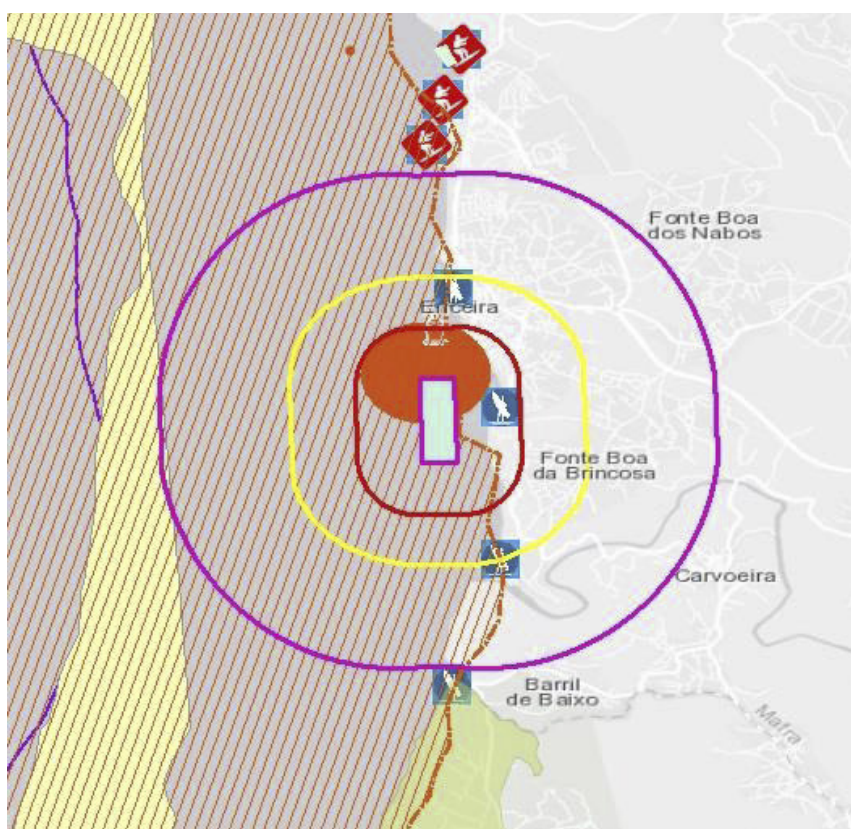 Fonte Boa
dos Nabos
Ericeira
Fonte Boa
da Brincosa
Carvoeira
Barril
de Baixo
Mafra